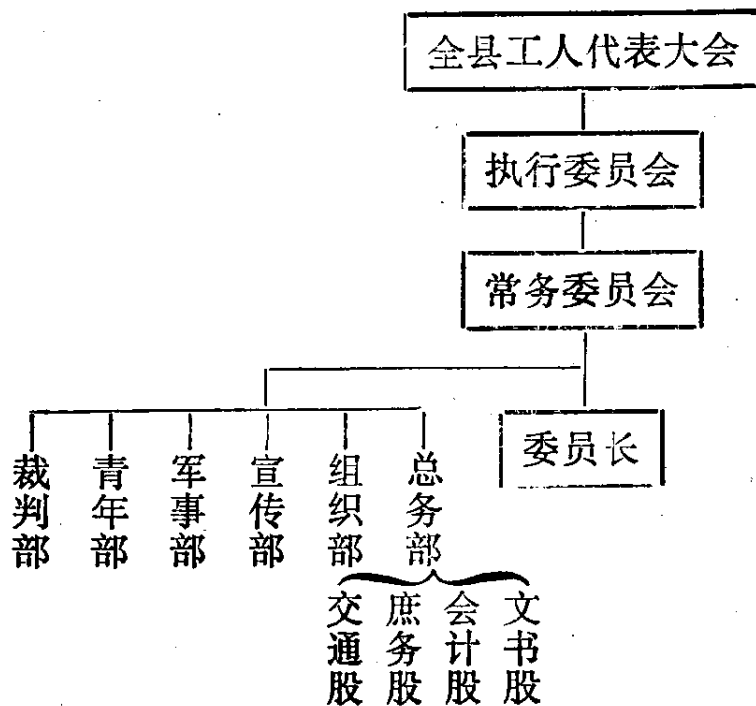 全县工人代表大会
执行委员会
常务委员会
委员长
裁判部
青年部
军事部
宣传部
组织部
总务部
交通股
庶务股
会计股
文书股